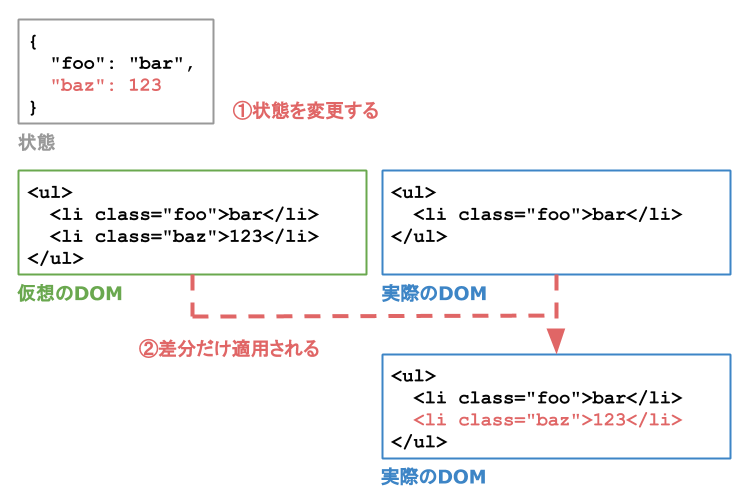 {
  "foo": "bar",
  "baz": 123
}
①状態を変更する
状態
<ul>
  <li class="foo">bar</li>
  <li class="baz">123</li>
</ul>
仮想のDOM
<ul>
  <li class="foo">bar</li>
</ul>
実際のDOM
②差分だけ適用される
<ul>
  <li class="foo">bar</li>
  <li class="baz">123</li>
</ul>
実際のDOM